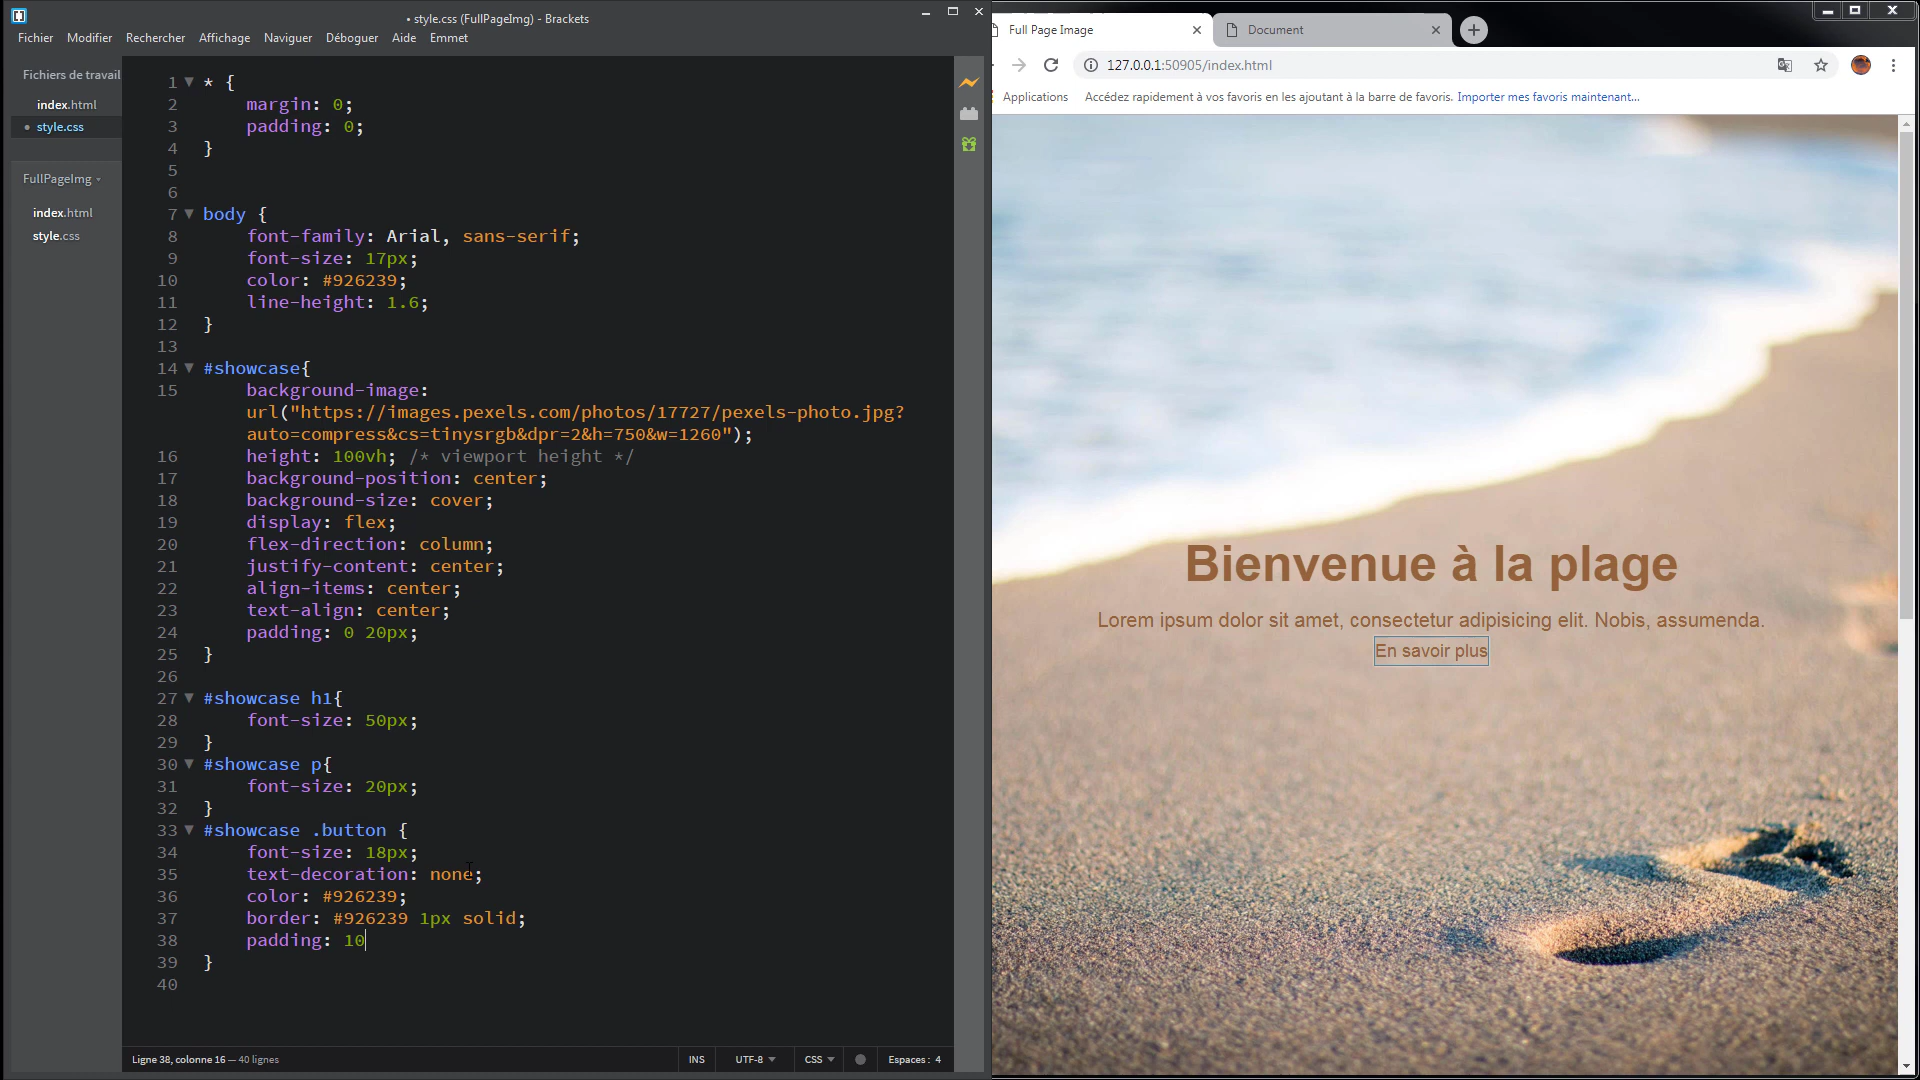 • style.css (FullPageImg) - Brackets
Fichier Modifier Rechercher Affichage Naviguer Déboguer Aide Emmet
Fichiers de travail
index.html
• style.css
FullPageImg
index.html
style.css
1 * {
2 margin: 0;
3 padding: 0;
4 }
5
6
7 body {
8 font-family: Arial, sans-serif;
9 font-size: 17px;
10 color: #926239;
11 line-height: 1.6;
12 }
13
14 #showcase{
15 background-image:
url("https://images.pexels.com/photos/17727/pexels-photo.jpg?
auto=compress&cs=tinysrgb&dpr=2&h=750&w=1260");
16 height: 100vh; /* viewport height */
17 background-position: center;
18 background-size: cover;
19 display: flex;
20 flex-direction: column;
21 justify-content: center;
22 align-items: center;
23 text-align: center;
24 padding: 0 20px;
25 }
26
27 #showcase h1{
28 font-size: 50px;
29 }
30 #showcase p{
31 font-size: 20px;
32 }
33 #showcase .button {
34 font-size: 18px;
35 text-decoration: none;
36 color: #926239;
37 border: #926239 1px solid;
38 padding: 10
39 }
40
Ligne 38, colonne 16 — 40 lignes
INS UTF-8 CSS Espaces : 4
Full Page Image
Document
127.0.0.1:50905/index.html
Applications Accédez rapidement à vos favoris en les ajoutant à la barre de favoris. Importer mes favoris maintenant...
Bienvenue à la plage
Lorem ipsum dolor sit amet, consectetur adipisicing elit. Nobis, assumenda.
En savoir plus